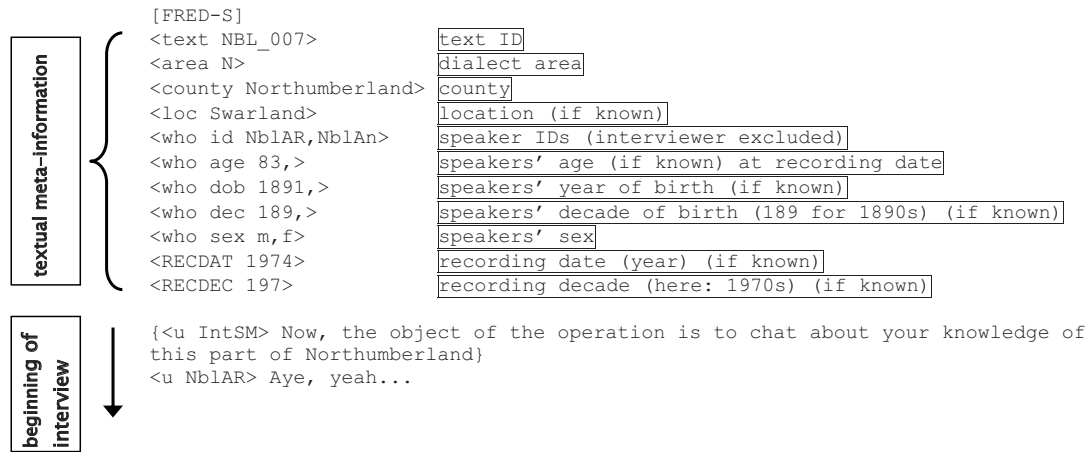 [FRED-S]
<text NBL_007> text ID
<area N> dialect area
<county Northumberland> county
<loc Swarland> location (if known)
<who id NblAR,NblAn> speaker IDs (interviewer excluded)
<who age 83,> speakers’ age (if known) at recording date
<who dob 1891,> speakers’ year of birth (if known)
<who dec 189,> speakers’ decade of birth (189 for 1890s) (if known)
<who sex m,f> speakers’ sex
<RECDAT 1974> recording date (year) (if known)
<RECDEC 197> recording decade (here: 1970s) (if known)
textual meta–information
{<u IntSM> Now, the object of the operation is to chat about your knowledge of
this part of Northumberland}
<u NblAR> Aye, yeah...
beginning of
interview